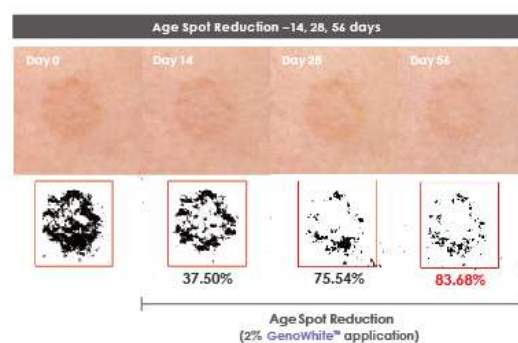 Age Spot Reduction –14, 28, 56 days
Day 0 Day 14 Day 28 Day 56
37.50% 75.54% 83.68%
Age Spot Reduction
(2% GenoWhite™ application)